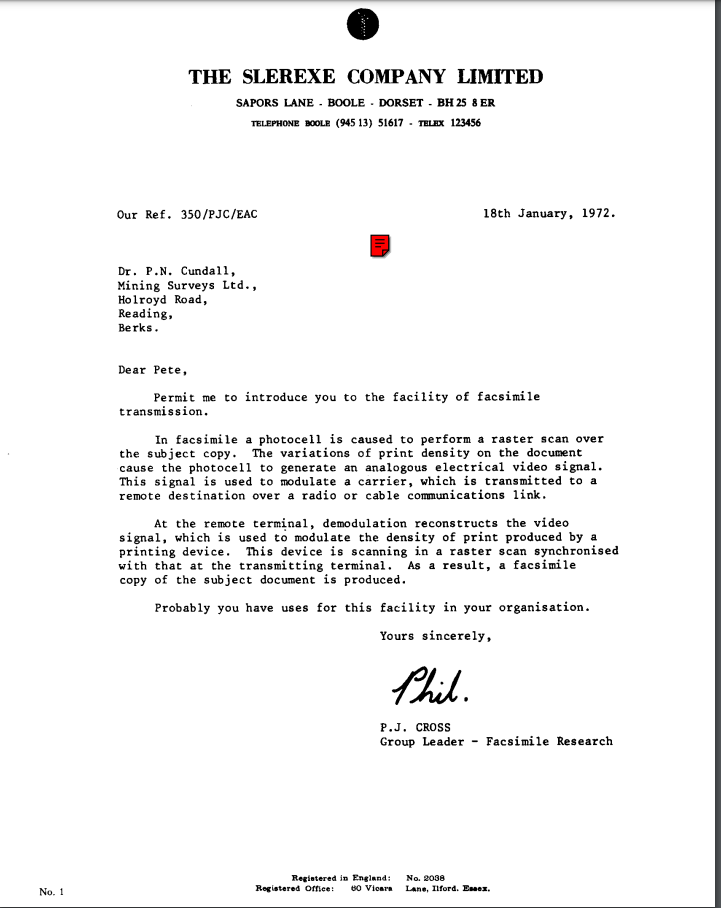 THE SLEREXE COMPANY LIMITED
SAPORS LANE - BOOLE - DORSET - BH 25 8 ER
TELEPHONE BOOLE (945 13) 51617 - TELEX 123456
Our Ref. 350/PJC/EAC 18th January, 1972.
Dr. P.N. Cundall,
Mining Surveys Ltd.,
Holroyd Road,
Reading,
Berks.
Dear Pete,
Permit me to introduce you to the facility of facsimile
transmission.
In facsimile a photocell is caused to perform a raster scan over
the subject copy. The variations of print density on the document
cause the photocell to generate an analogous electrical video signal.
This signal is used to modulate a carrier, which is transmitted to a
remote destination over a radio or cable communications link.
At the remote terminal, demodulation reconstructs the video
signal, which is used to modulate the density of print produced by a
printing device. This device is scanning in a raster scan synchronised
with that at the transmitting terminal. As a result, a facsimile
copy of the subject document is produced.
Probably you have uses for this facility in your organisation.
Yours sincerely,
Phil.
P.J. CROSS
Group Leader - Facsimile Research
Registered in England: No. 2038
Registered Office: 60 Vicara Lane, Ilford. Essex.
No. 1